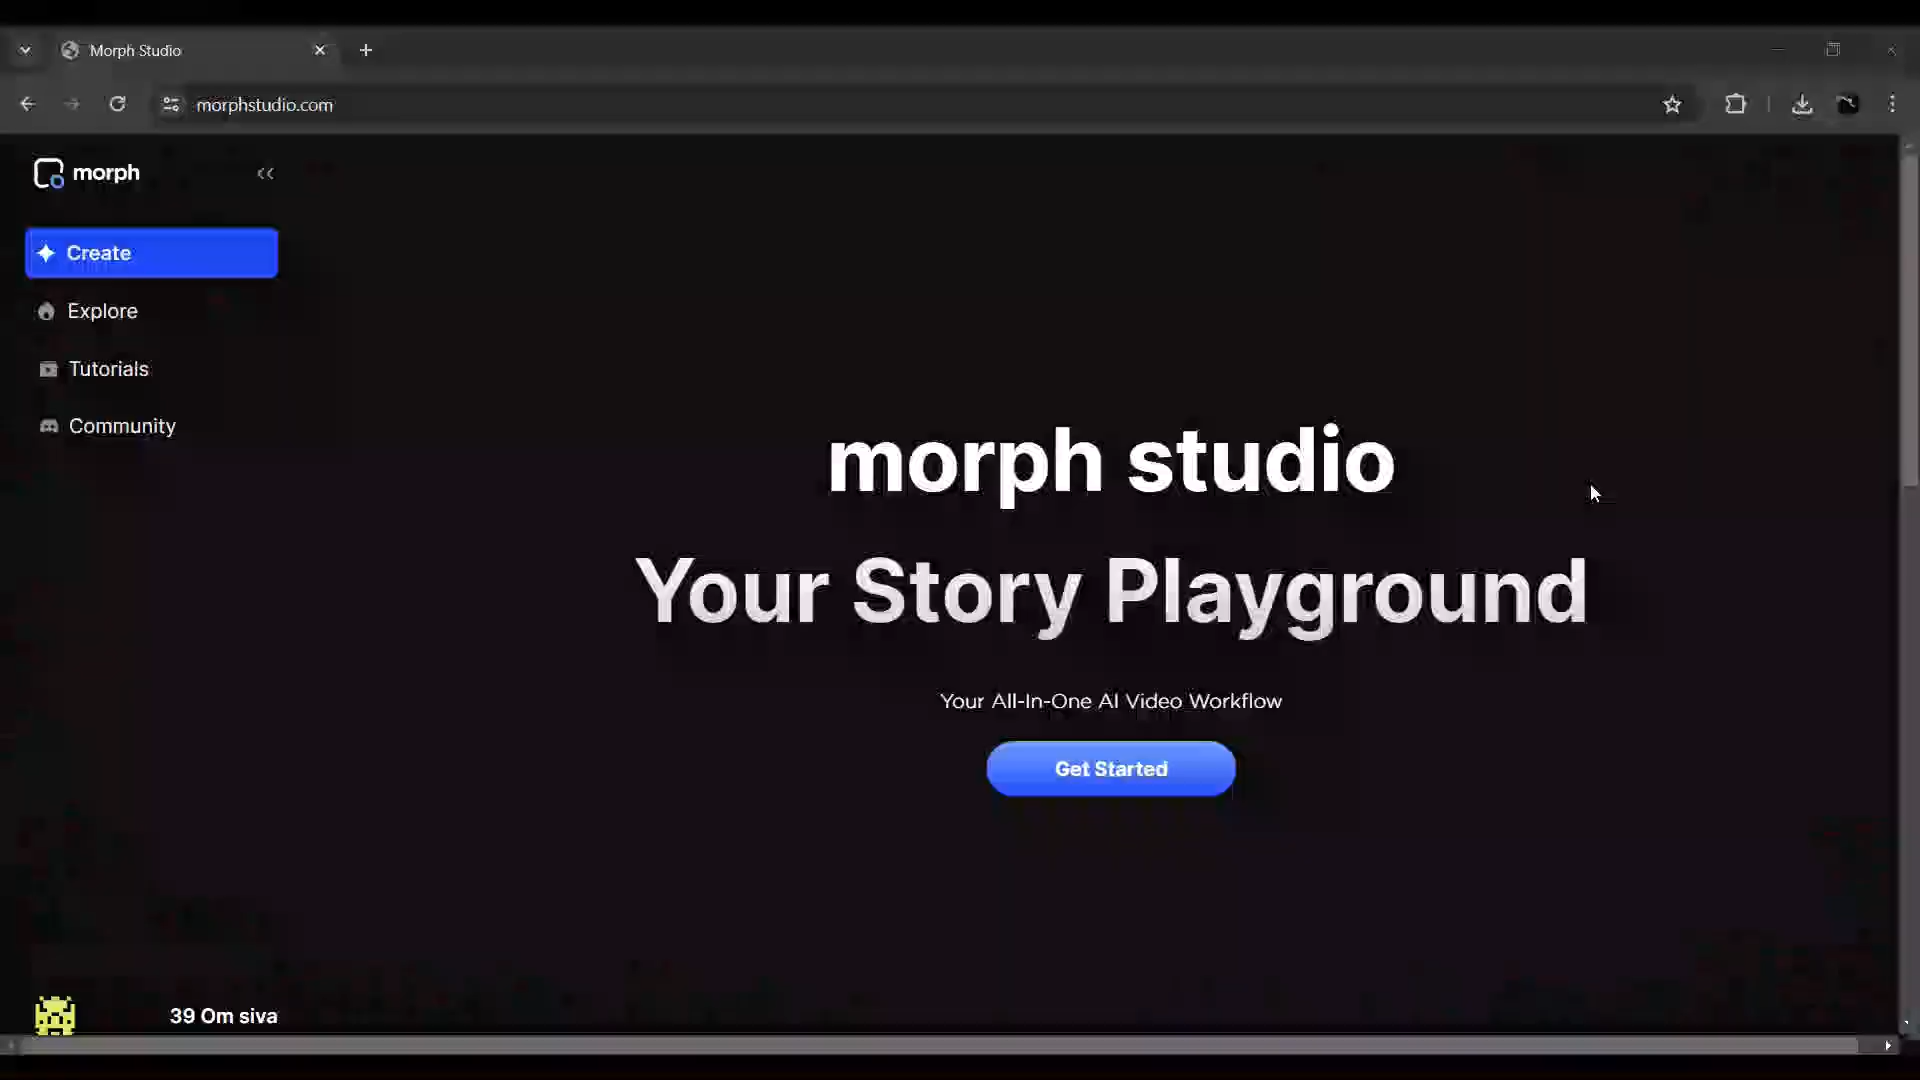 Morph Studio
morphstudio.com
morph
Create
Explore
Tutorials
Community
morph studio
Your Story Playground
Your All-In-One AI Video Workflow
Get Started
39 Om siva